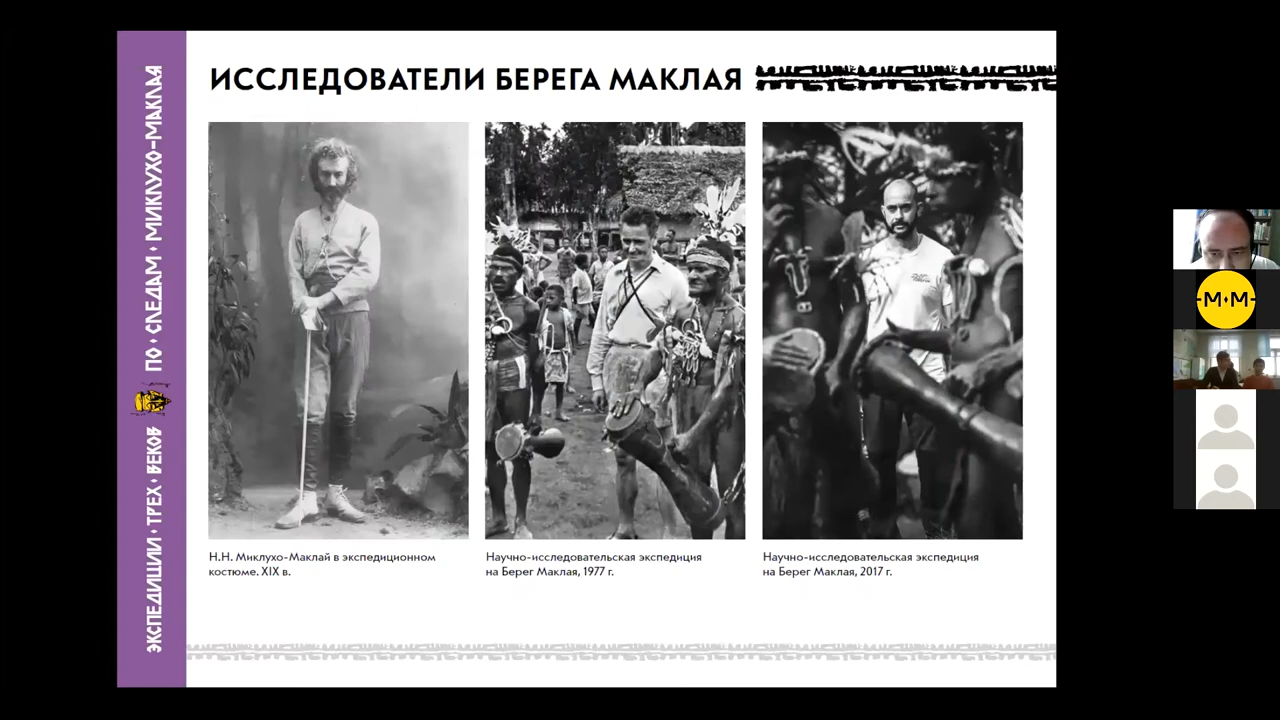 ИССЛЕДОВАТЕЛИ БЕРЕГА МАКЛАЯ
ЭКСПЕДИЦИИ • ТРЕХ • ВЕКОВ
ПО • СЛЕДАМ • МИКЛУХО-МАКЛАЯ
Н.Н. Миклухо-Маклай в экспедиционном
костюме. XIX в.
Научно-исследовательская экспедиция
на Берег Маклая, 1977 г.
Научно-исследовательская экспедиция
на Берег Маклая, 2017 г.
-М•М-